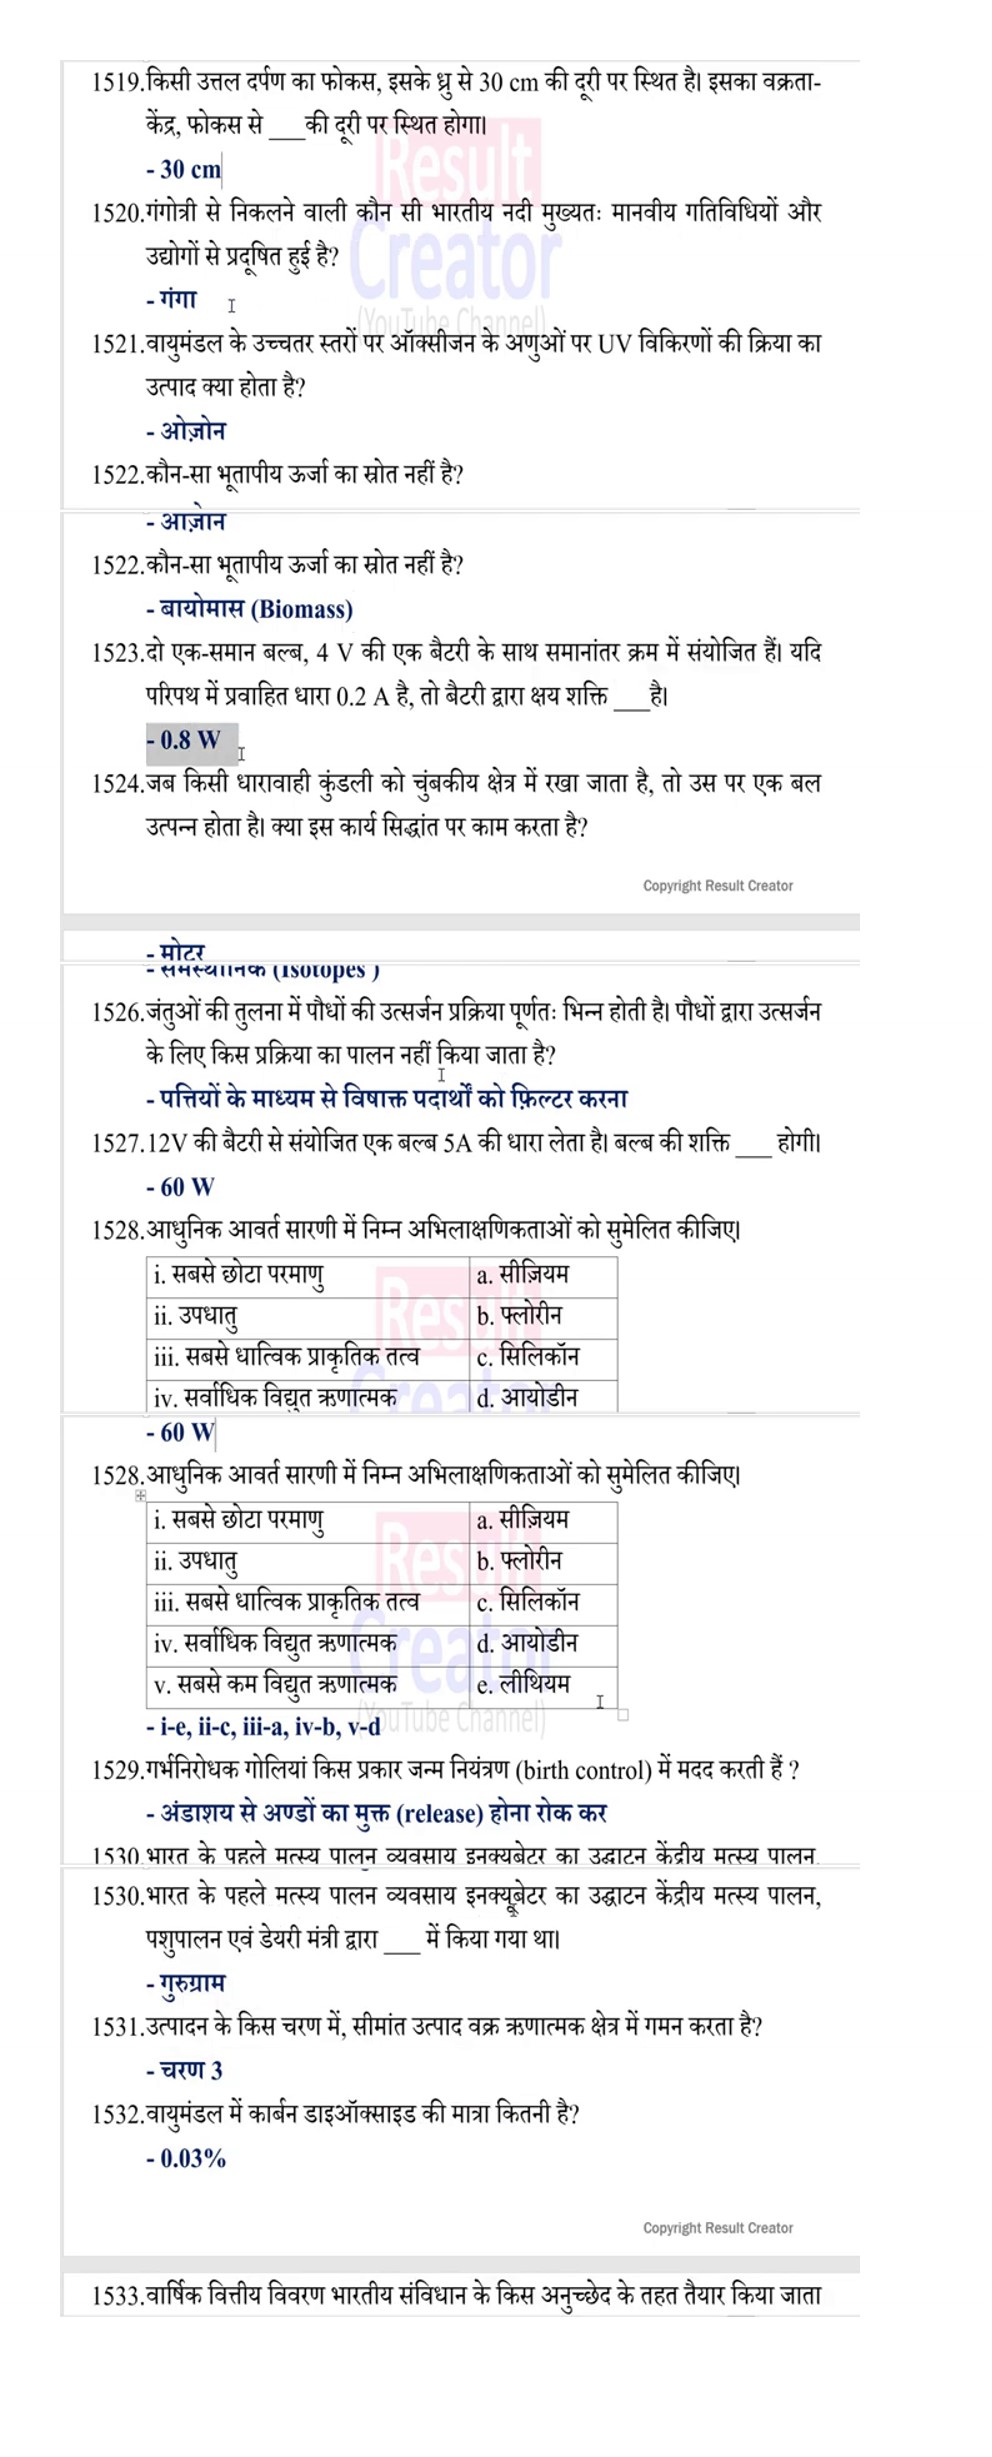 1519.किसी उत्तल दर्पण का फोकस, इसके ध्रु से 30 cm की दूरी पर स्थित है। इसका वक्रता-
केंद्र, फोकस से ___की दूरी पर स्थित होगा।
- 30 cm
1520.गंगोत्री से निकलने वाली कौन सी भारतीय नदी मुख्यतः मानवीय गतिविधियों और
उद्योगों से प्रदूषित हुई है?
- गंगा
1521.वायुमंडल के उच्चतर स्तरों पर ऑक्सीजन के अणुओं पर UV विकिरणों की क्रिया का
उत्पाद क्या होता है?
- ओज़ोन
1522.कौन-सा भूतापीय ऊर्जा का स्रोत नहीं है?
- ओज़ोन
1522.कौन-सा भूतापीय ऊर्जा का स्रोत नहीं है?
- बायोमास (Biomass)
1523.दो एक-समान बल्ब, 4 V की एक बैटरी के साथ समानांतर क्रम में संयोजित हैं। यदि
परिपथ में प्रवाहित धारा 0.2 A है, तो बैटरी द्वारा क्षय शक्ति ___है।
- 0.8 W
1524.जब किसी धारावाही कुंडली को चुंबकीय क्षेत्र में रखा जाता है, तो उस पर एक बल
उत्पन्न होता है। क्या इस कार्य सिद्धांत पर काम करता है?
Copyright Result Creator
- मोटर
- समस्थानिक (Isotopes )
1526.जंतुओं की तुलना में पौधों की उत्सर्जन प्रक्रिया पूर्णतः भिन्न होती है। पौधों द्वारा उत्सर्जन
के लिए किस प्रक्रिया का पालन नहीं किया जाता है?
- पत्तियों के माध्यम से विषाक्त पदार्थों को फ़िल्टर करना
1527.12V की बैटरी से संयोजित एक बल्ब 5A की धारा लेता है। बल्ब की शक्ति ___ होगी।
- 60 W
1528.आधुनिक आवर्त सारणी में निम्न अभिलाक्षणिकताओं को सुमेलित कीजिए।
i. सबसे छोटा परमाणु a. सीज़ियम
ii. उपधातु b. फ्लोरीन
iii. सबसे धात्विक प्राकृतिक तत्व c. सिलिकॉन
iv. सर्वाधिक विद्युत ऋणात्मक d. आयोडीन
- 60 W
1528.आधुनिक आवर्त सारणी में निम्न अभिलाक्षणिकताओं को सुमेलित कीजिए।
i. सबसे छोटा परमाणु a. सीज़ियम
ii. उपधातु b. फ्लोरीन
iii. सबसे धात्विक प्राकृतिक तत्व c. सिलिकॉन
iv. सर्वाधिक विद्युत ऋणात्मक d. आयोडीन
v. सबसे कम विद्युत ऋणात्मक e. लीथियम
- i-e, ii-c, iii-a, iv-b, v-d
1529.गर्भनिरोधक गोलियां किस प्रकार जन्म नियंत्रण (birth control) में मदद करती हैं ?
- अंडाशय से अण्डों का मुक्त (release) होना रोक कर
1530.भारत के पहले मत्स्य पालन व्यवसाय इनक्यूबेटर का उद्घाटन केंद्रीय मत्स्य पालन,
1530.भारत के पहले मत्स्य पालन व्यवसाय इनक्यूबेटर का उद्घाटन केंद्रीय मत्स्य पालन,
पशुपालन एवं डेयरी मंत्री द्वारा ___ में किया गया था।
- गुरुग्राम
1531.उत्पादन के किस चरण में, सीमांत उत्पाद वक्र ऋणात्मक क्षेत्र में गमन करता है?
- चरण 3
1532.वायुमंडल में कार्बन डाइऑक्साइड की मात्रा कितनी है?
- 0.03%
Copyright Result Creator
1533.वार्षिक वित्तीय विवरण भारतीय संविधान के किस अनुच्छेद के तहत तैयार किया जाता
Result
Creator
(YouTube Channel)
Result
Creator
Result
Creator
(YouTube Channel)